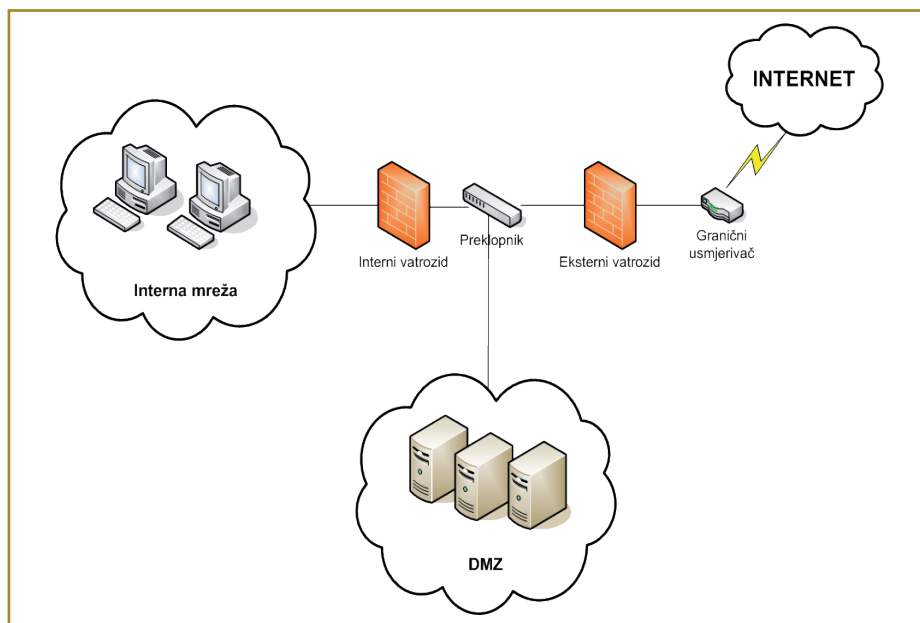 INTERNET
Preklopnik
Granični
usmjerivač
Interni vatrozid
Eksterni vatrozid
Interna mreža
DMZ